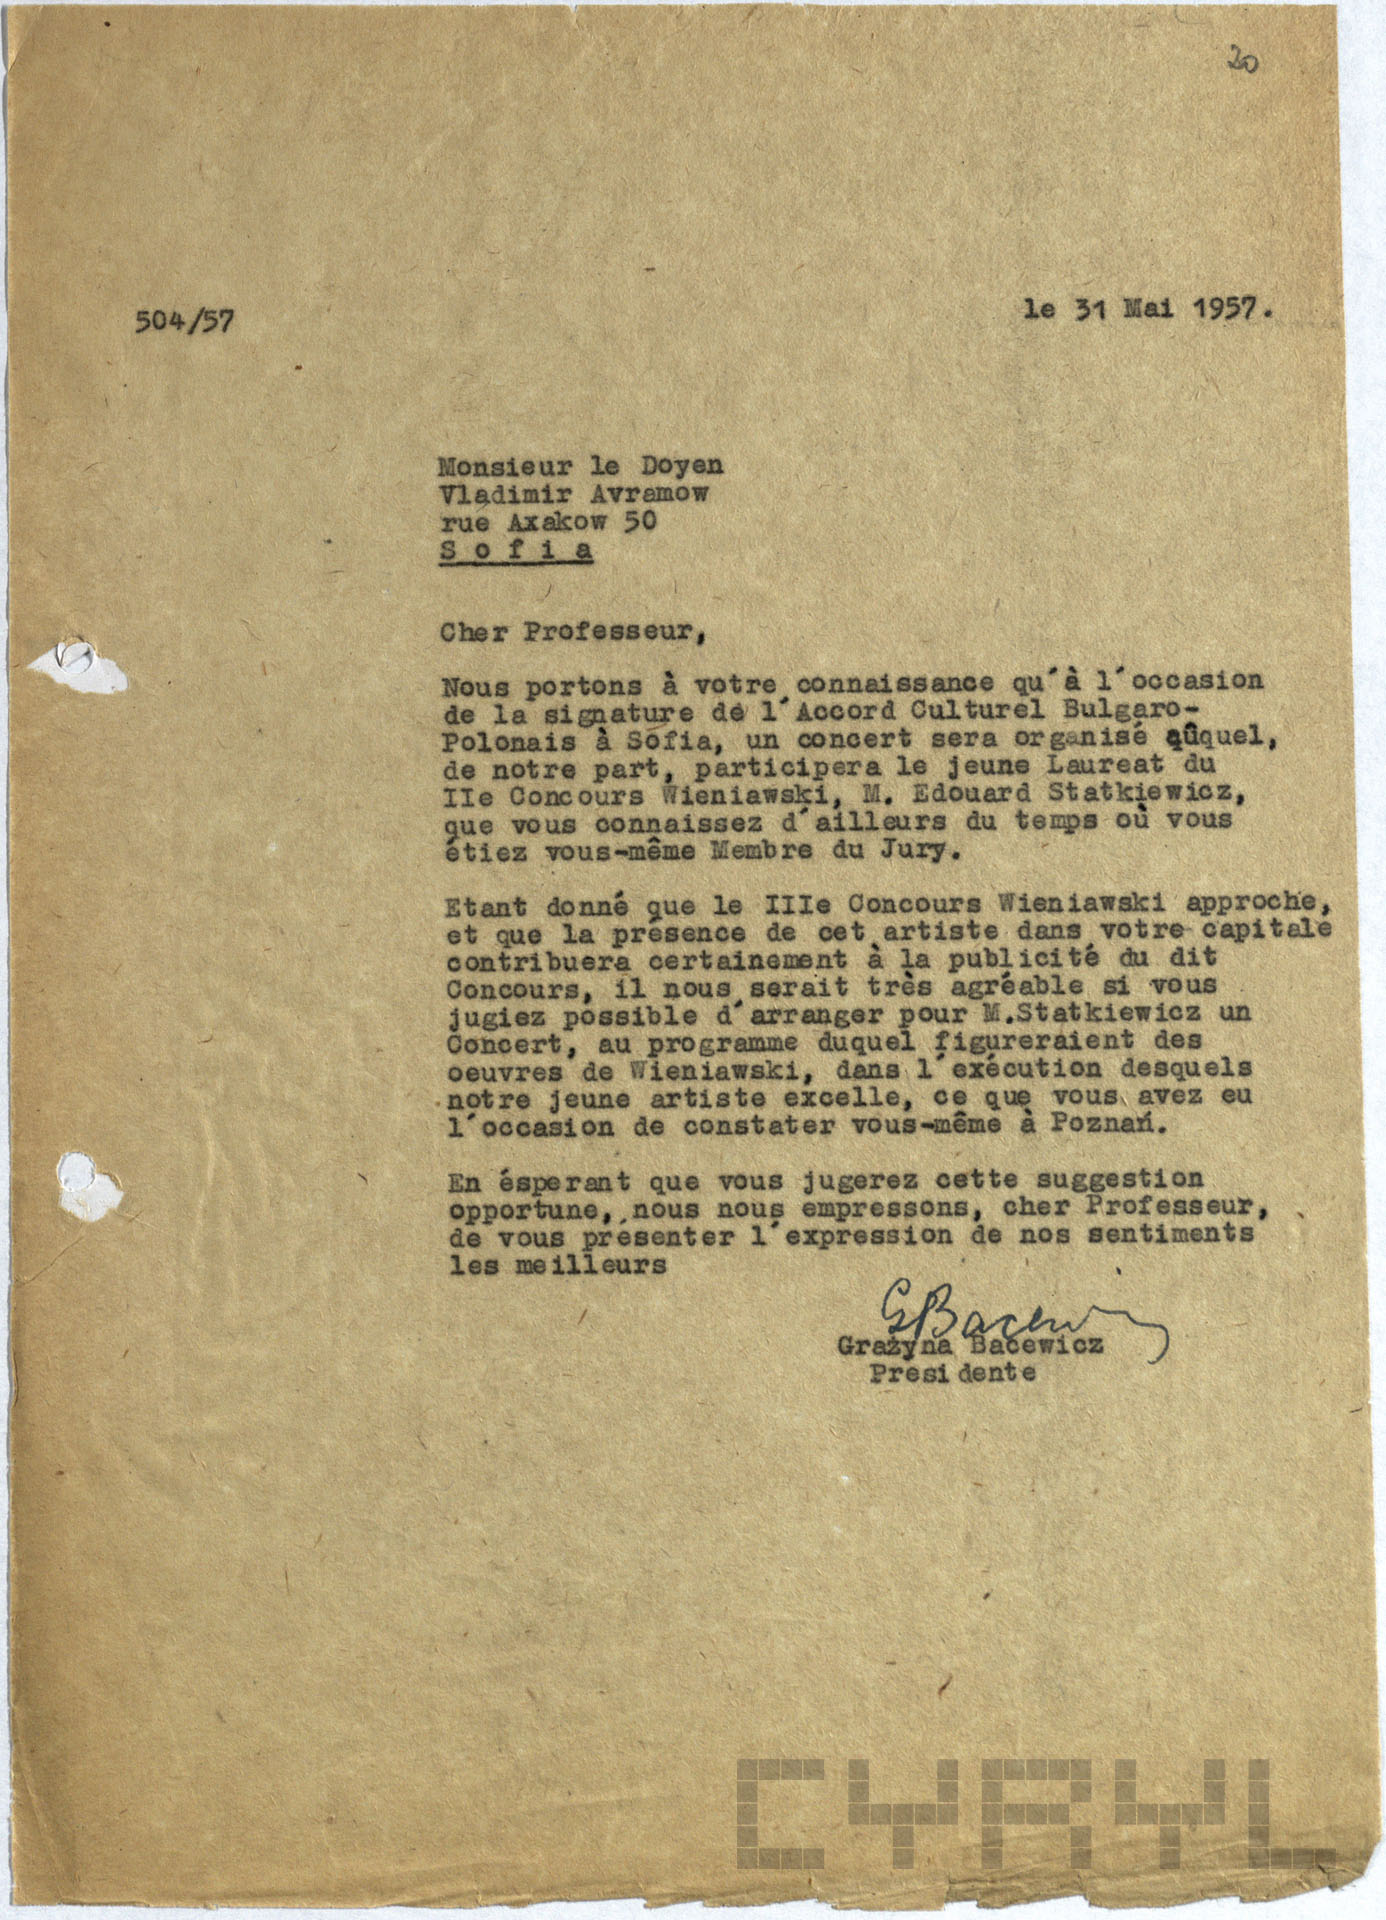 20
504/57
le 31 Mai 1957.
Monsieur le Doyen
Vladimir Avramow
rue Axakow 50
S o f i a
Cher Professeur,
Nous portons à votre connaissance qu´à l´occasion
de la signature de l´Accord Culturel Bulgaro-
Polonais à Sofia, un concert sera organisé aûquel,
de notre part, participera le jeune Laureat du
IIe Concours Wieniawski, M. Edouard Statkiewicz,
que vous connaissez d´ailleurs du temps où vous
étiez vous-même Membre du Jury.
Etant donné que le IIIe Concours Wieniawski approche,
et que la présence de cet artiste dans votre capitale
contribuera certainement à la publicité du dit
Concours, il nous serait très agréable si vous
jugiez possible d´arranger pour M.Statkiewicz un
Concert, au programme duquel figureraient des
oeuvres de Wieniawski, dans l´exécution desquels
notre jeune artiste excelle, ce que vous avez eu
l´occasion de constater vous-même à Poznań.
En ésperant que vous jugerez cette suggestion
opportune, nous nous empressons, cher Professeur,
de vous présenter l´expression de nos sentiments
les meilleurs
GBacewicz
Grażyna Bacewicz
Présidente
CYRYL